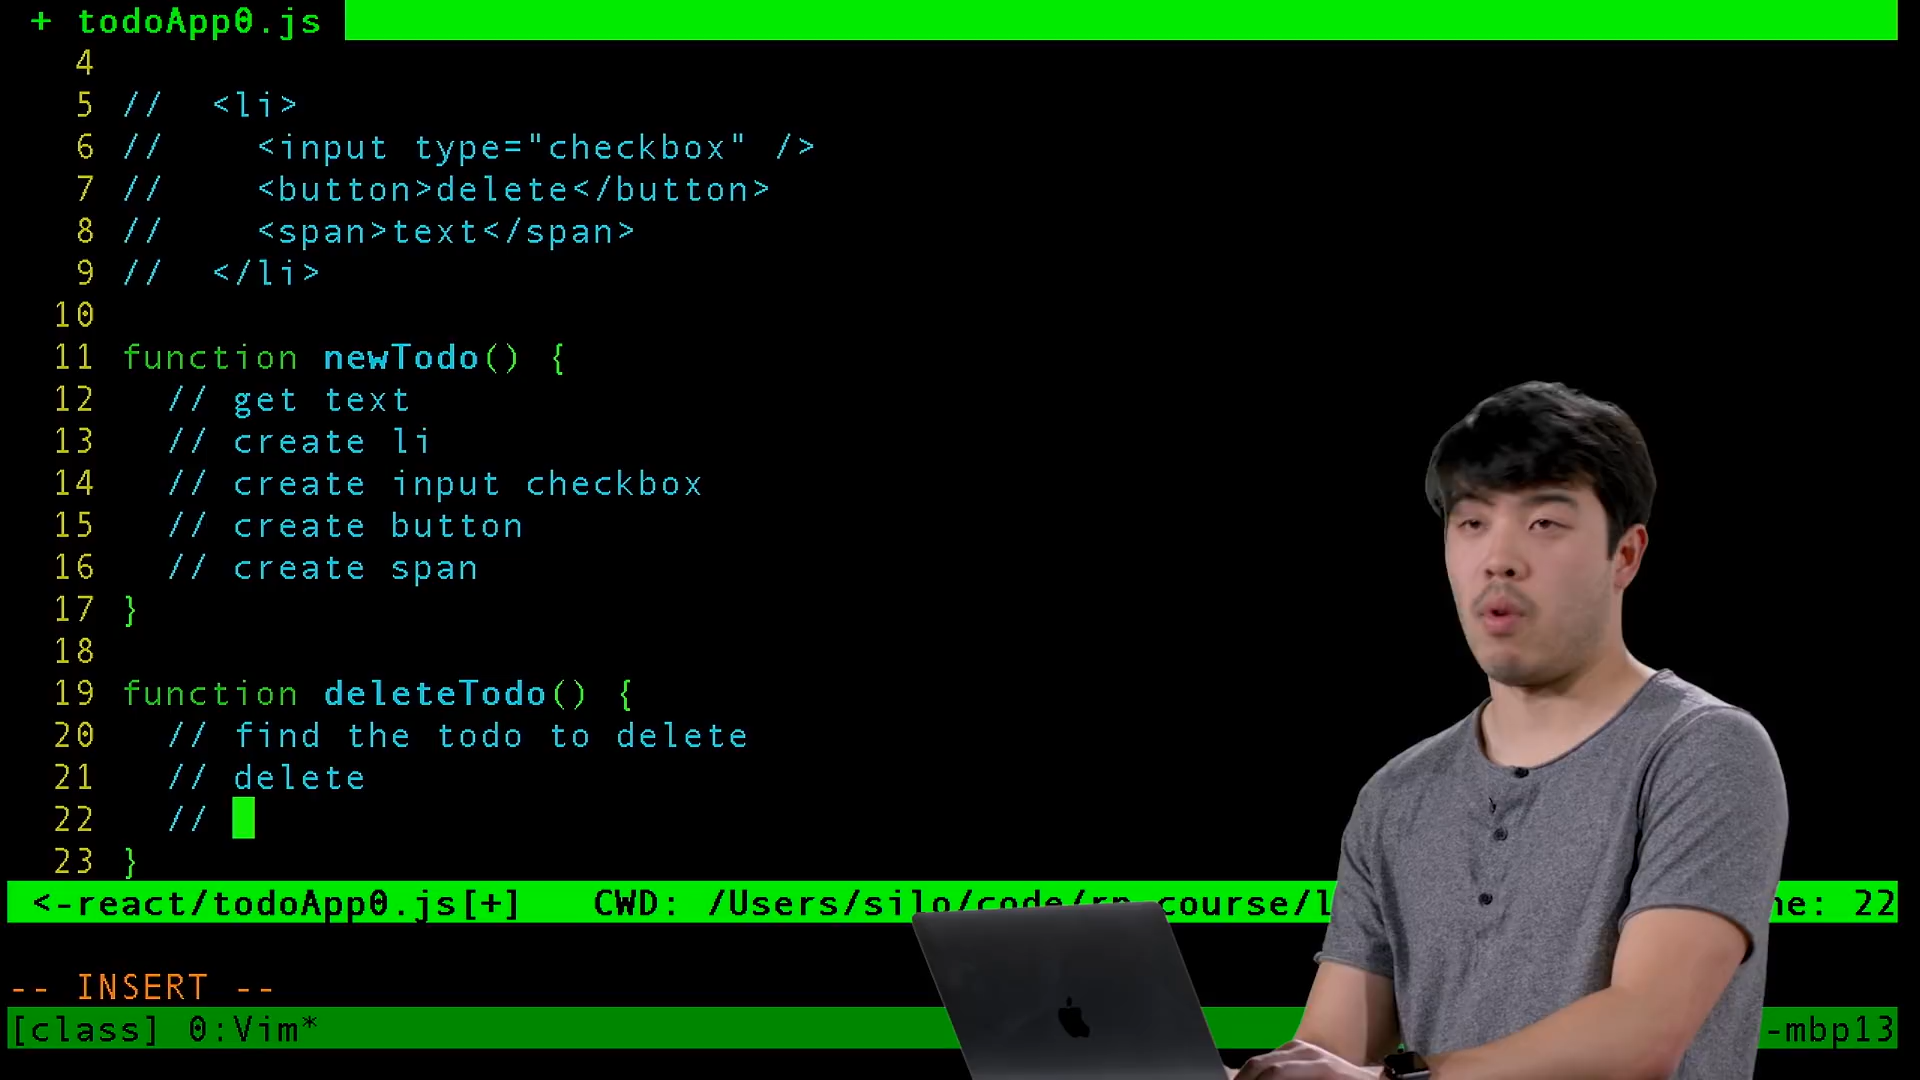 + todoApp0.js
4
5 //  <li>
6 //    <input type="checkbox" />
7 //    <button>delete</button>
8 //    <span>text</span>
9 //  </li>
10
11 function newTodo() {
12   // get text
13   // create li
14   // create input checkbox
15   // create button
16   // create span
17 }
18
19 function deleteTodo() {
20   // find the todo to delete
21   // delete
22   //
23 }
<-react/todoApp0.js[+]   CWD: /Users/silo/code/rn-course/l ne: 22
-- INSERT --
[class] 0:Vim* -mbp13